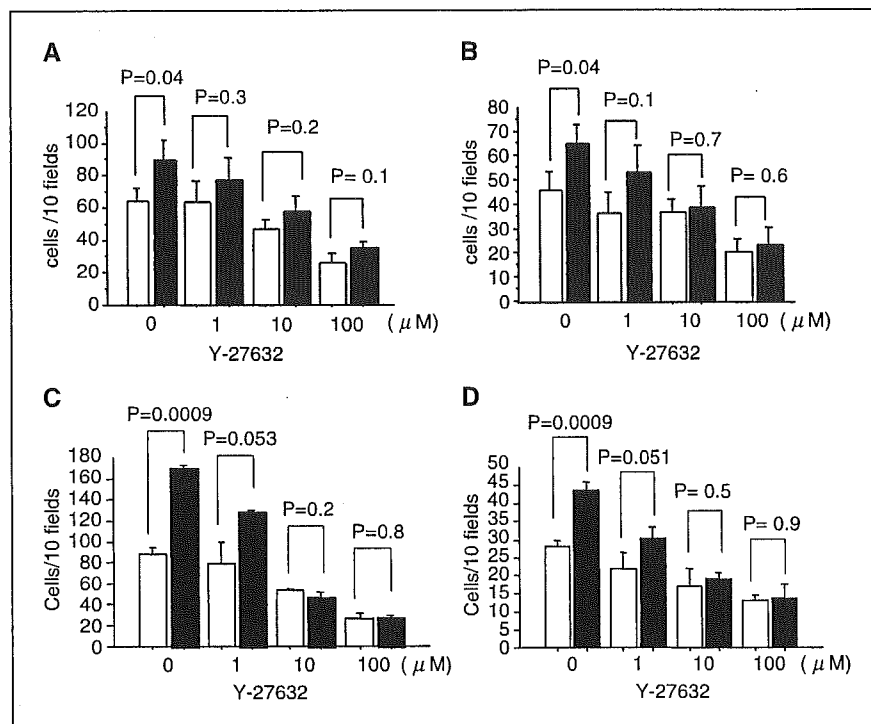 A
P=0.04
P=0.3
P=0.2
P= 0.1
120
100
80
60
40
20
0
cells /10 fields
0 1 10 100 ( μM)
Y-27632
B
P=0.04
P=0.1
P=0.7
P= 0.6
80
70
60
50
40
30
20
10
0
cells/10 fields
0 1 10 100 ( μM)
Y-27632
C
P=0.0009
P=0.053
P=0.2
P=0.8
180
160
140
120
100
80
60
40
20
0
Cells/10 fields
0 1 10 100 ( μM)
Y-27632
D
P=0.0009
P=0.051
P= 0.5
P= 0.9
50
45
40
35
30
25
20
15
10
5
0
Cells/10 fields
0 1 10 100 ( μM)
Y-27632